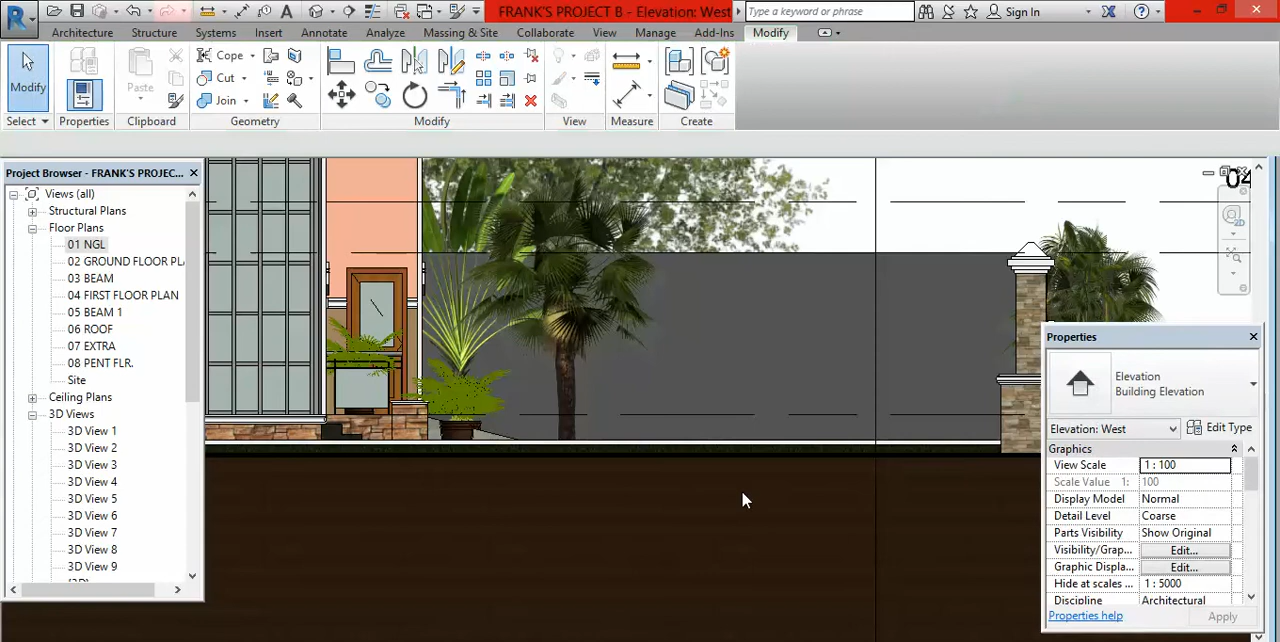 FRANK'S PROJECT B - Elevation: West
Type a keyword or phrase
Sign In
Architecture Structure Systems Insert Annotate Analyze Massing & Site Collaborate View Manage Add-Ins Modify
Modify
Paste
Cope
Cut
Join
Select Properties Clipboard Geometry Modify View Measure Create
Project Browser - FRANK'S PROJEC...
Views (all)
Structural Plans
Floor Plans
01 NGL
02 GROUND FLOOR PL
03 BEAM
04 FIRST FLOOR PLAN
05 BEAM 1
06 ROOF
07 EXTRA
08 PENT FLR.
Site
Ceiling Plans
3D Views
3D View 1
3D View 2
3D View 3
3D View 4
3D View 5
3D View 6
3D View 7
3D View 8
3D View 9
04
2D
Properties
Elevation
Building Elevation
Elevation: West
Edit Type
Graphics
View Scale 1 : 100
Scale Value 1: 100
Display Model Normal
Detail Level Coarse
Parts Visibility Show Original
Visibility/Grap... Edit...
Graphic Displa... Edit...
Hide at scales ... 1 : 5000
Discipline Architectural
Properties help
Apply